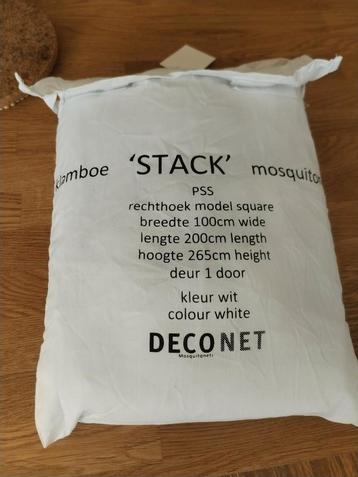 klamboe 'STACK' mosquito
PSS
rechthoek model square
breedte 100cm wide
lengte 200cm length
hoogte 265cm height
deur 1 door
kleur wit
colour white
DECONET
Mosquitonets